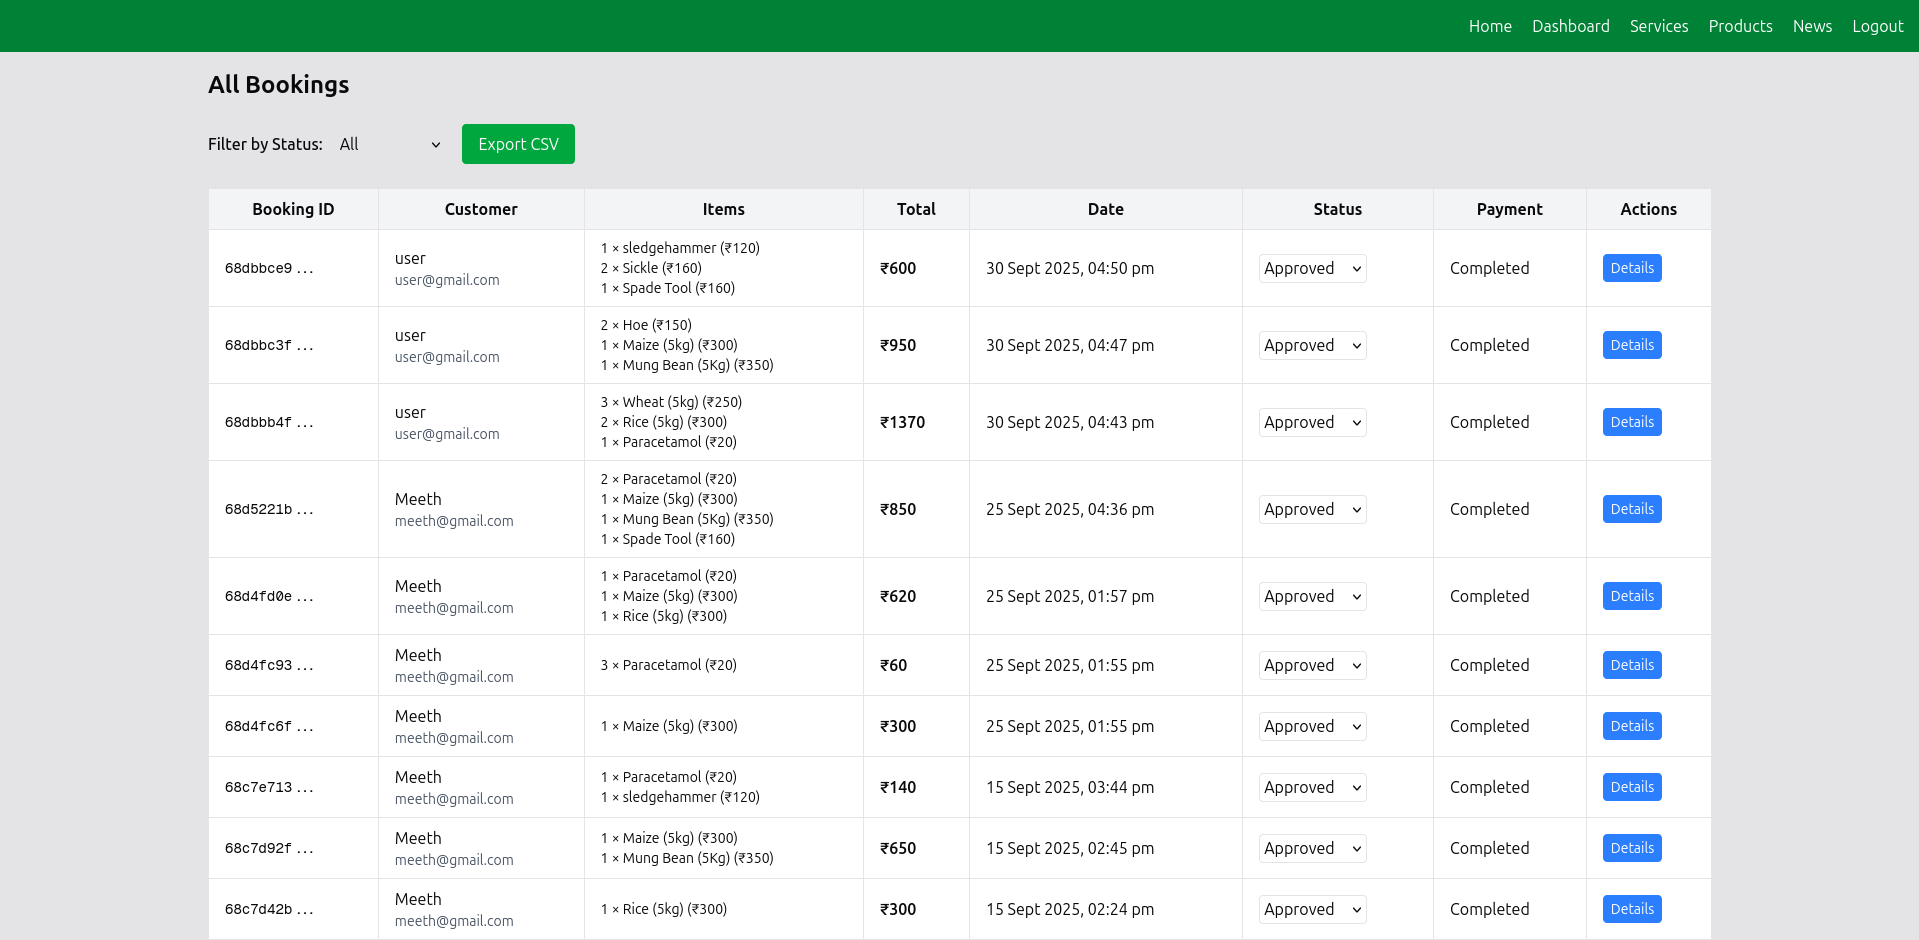 Home Dashboard Services Products News Logout
All Bookings
Filter by Status: All Export CSV
Booking ID Customer Items Total Date Status Payment Actions
68dbbce9 ... user user@gmail.com 1 × sledgehammer (₹120) 2 × Sickle (₹160) 1 × Spade Tool (₹160) ₹600 30 Sept 2025, 04:50 pm Approved Completed Details
68dbbc3f ... user user@gmail.com 2 × Hoe (₹150) 1 × Maize (5kg) (₹300) 1 × Mung Bean (5Kg) (₹350) ₹950 30 Sept 2025, 04:47 pm Approved Completed Details
68dbbb4f ... user user@gmail.com 3 × Wheat (5kg) (₹250) 2 × Rice (5kg) (₹300) 1 × Paracetamol (₹20) ₹1370 30 Sept 2025, 04:43 pm Approved Completed Details
68d5221b ... Meeth meeth@gmail.com 2 × Paracetamol (₹20) 1 × Maize (5kg) (₹300) 1 × Mung Bean (5Kg) (₹350) 1 × Spade Tool (₹160) ₹850 25 Sept 2025, 04:36 pm Approved Completed Details
68d4fd0e ... Meeth meeth@gmail.com 1 × Paracetamol (₹20) 1 × Maize (5kg) (₹300) 1 × Rice (5kg) (₹300) ₹620 25 Sept 2025, 01:57 pm Approved Completed Details
68d4fc93 ... Meeth meeth@gmail.com 3 × Paracetamol (₹20) ₹60 25 Sept 2025, 01:55 pm Approved Completed Details
68d4fc6f ... Meeth meeth@gmail.com 1 × Maize (5kg) (₹300) ₹300 25 Sept 2025, 01:55 pm Approved Completed Details
68c7e713 ... Meeth meeth@gmail.com 1 × Paracetamol (₹20) 1 × sledgehammer (₹120) ₹140 15 Sept 2025, 03:44 pm Approved Completed Details
68c7d92f ... Meeth meeth@gmail.com 1 × Maize (5kg) (₹300) 1 × Mung Bean (5Kg) (₹350) ₹650 15 Sept 2025, 02:45 pm Approved Completed Details
68c7d42b ... Meeth meeth@gmail.com 1 × Rice (5kg) (₹300) ₹300 15 Sept 2025, 02:24 pm Approved Completed Details